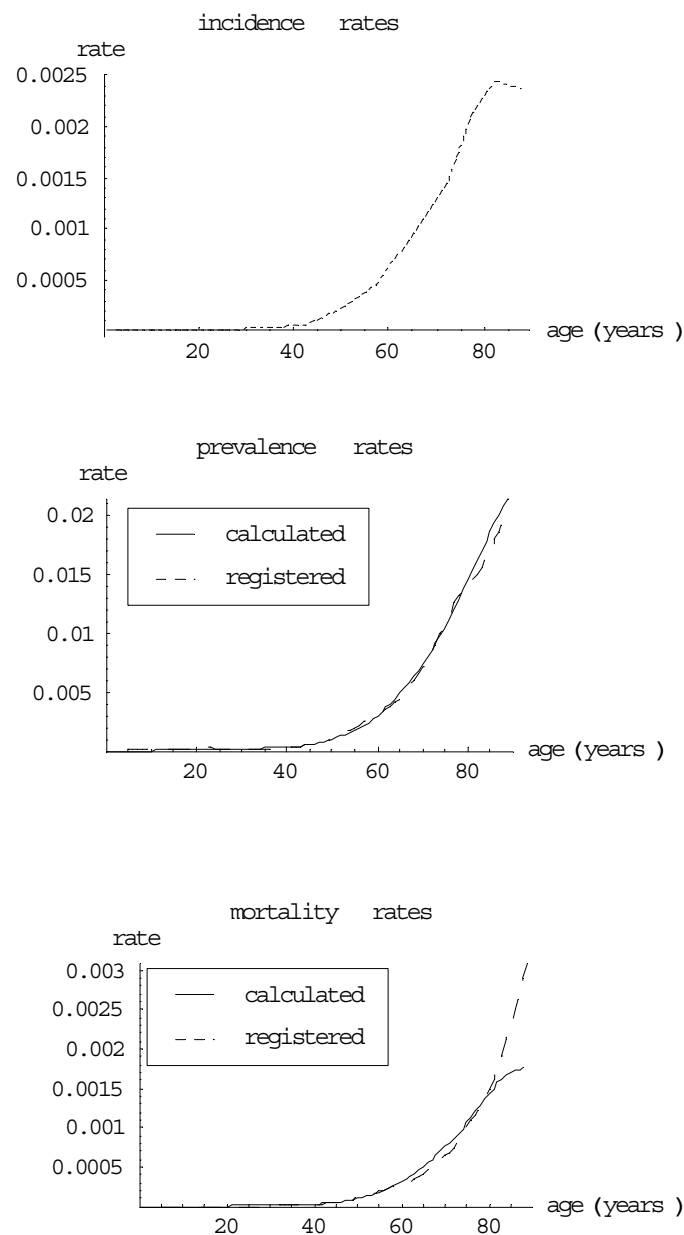 incidence rates
rate
0.0025
0.002
0.0015
0.001
0.0005
20 40 60 80
age (years )
prevalence rates
rate
0.02
0.015
0.01
0.005
calculated
registered
20 40 60 80
age (years )
mortality rates
rate
0.003
0.0025
0.002
0.0015
0.001
0.0005
calculated
registered
20 40 60 80
age (years )